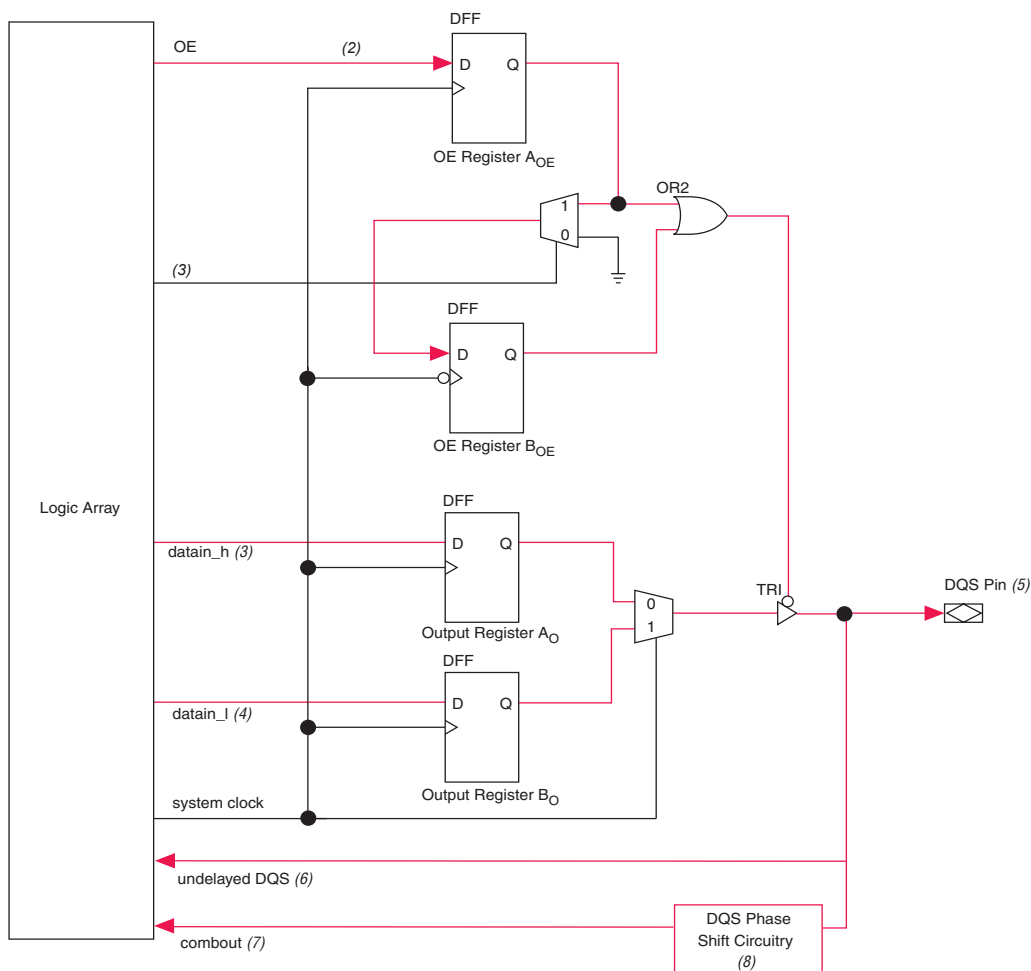 DFF
OE (2)
D Q
OE Register A_OE
OR2
1
0
(3)
DFF
D Q
OE Register B_OE
Logic Array
DFF
datain_h (3)
D Q
Output Register A_O
0
1
TRI
DQS Pin (5)
DFF
datain_l (4)
D Q
Output Register B_O
system clock
undelayed DQS (6)
combout (7)
DQS Phase
Shift Circuitry
(8)